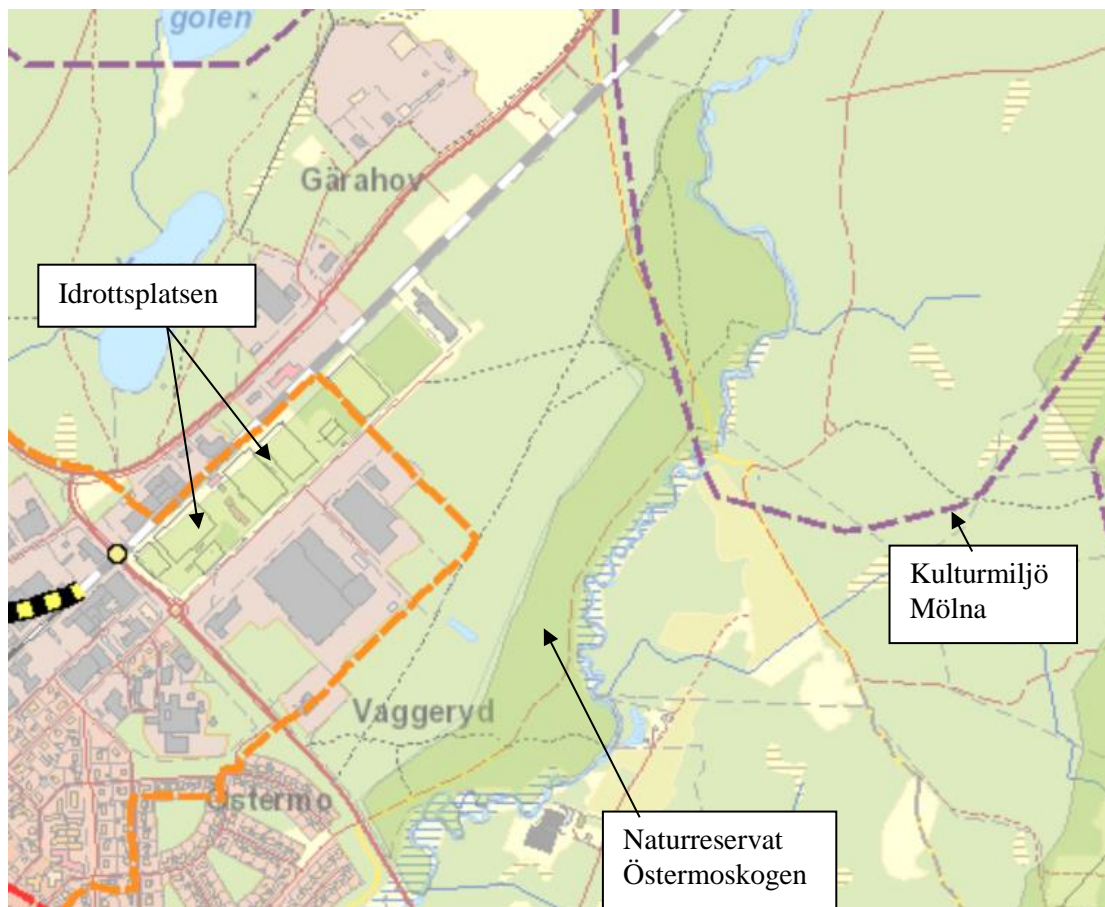 golen
Gärahov
Idrottsplatsen
Kulturmiljö
Mölna
Vaggeryd
Östermo
Naturreservat
Östermoskogen